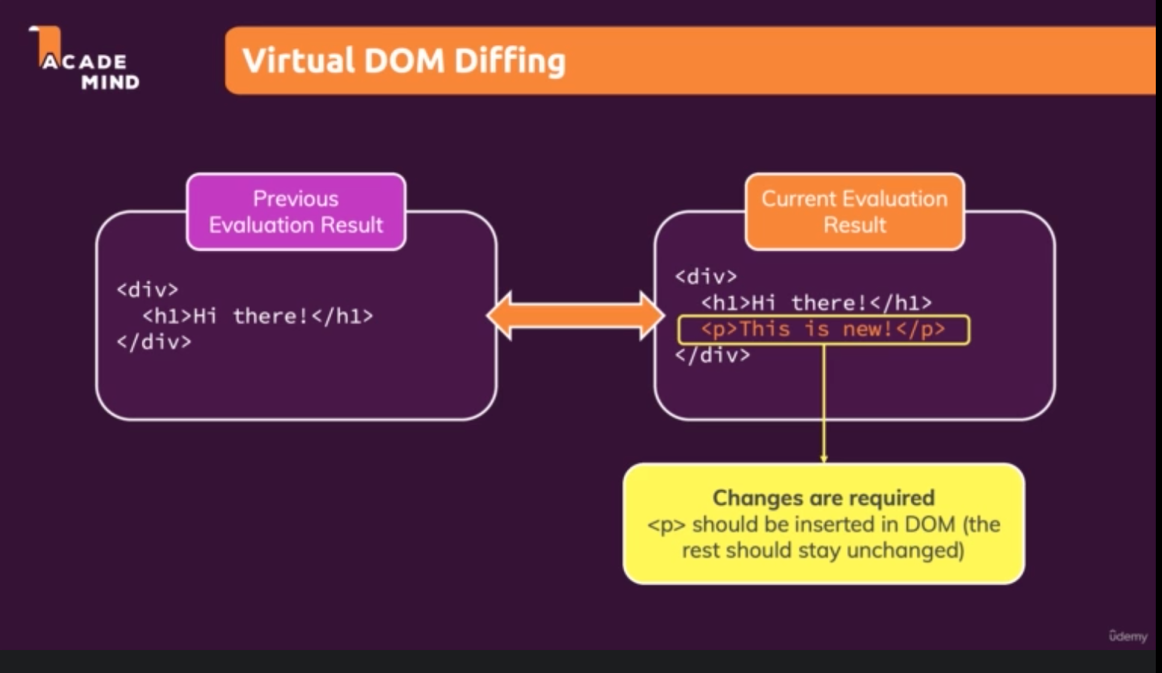 ACADE
MIND
Virtual DOM Diffing
Previous
Evaluation Result
<div>
<h1>Hi there!</h1>
</div>
Current Evaluation
Result
<div>
<h1>Hi there!</h1>
<p>This is new!</p>
</div>
Changes are required
<p> should be inserted in DOM (the
rest should stay unchanged)
ûdemy